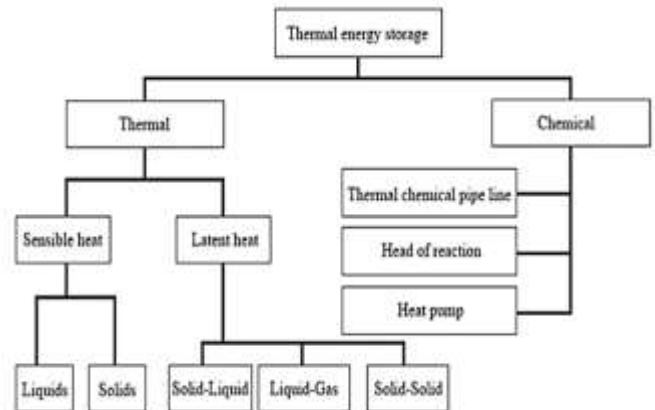 Thermal energy storage
Thermal
Chemical
Thermal chemical pipe line
Sensible heat
Latent heat
Head of reaction
Heat pump
Liquids
Solids
Solid-Liquid
Liquid-Gas
Solid-Solid